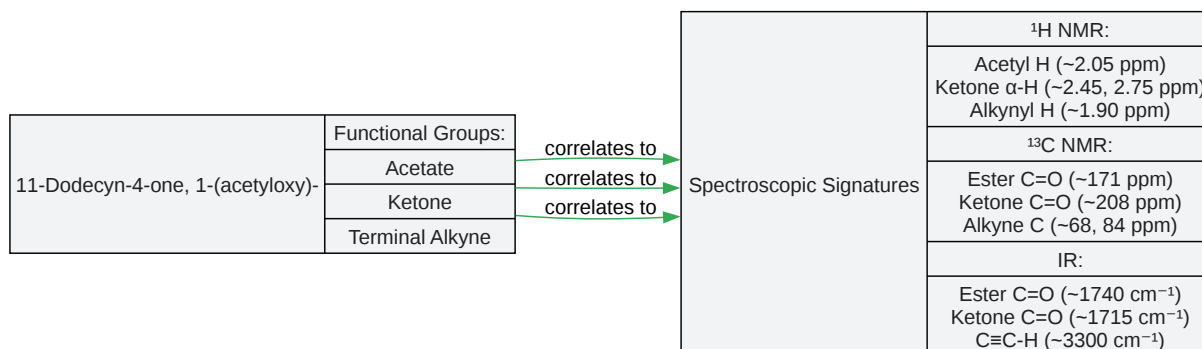 11-Dodecyn-4-one, 1-(acetyloxy)-
Functional Groups:
Acetate
Ketone
Terminal Alkyne
correlates to
correlates to
correlates to
Spectroscopic Signatures
¹H NMR:
Acetyl H (~2.05 ppm)
Ketone α-H (~2.45, 2.75 ppm)
Alkynyl H (~1.90 ppm)
¹³C NMR:
Ester C=O (~171 ppm)
Ketone C=O (~208 ppm)
Alkyne C (~68, 84 ppm)
IR:
Ester C=O (~1740 cm⁻¹)
Ketone C=O (~1715 cm⁻¹)
C≡C-H (~3300 cm⁻¹)